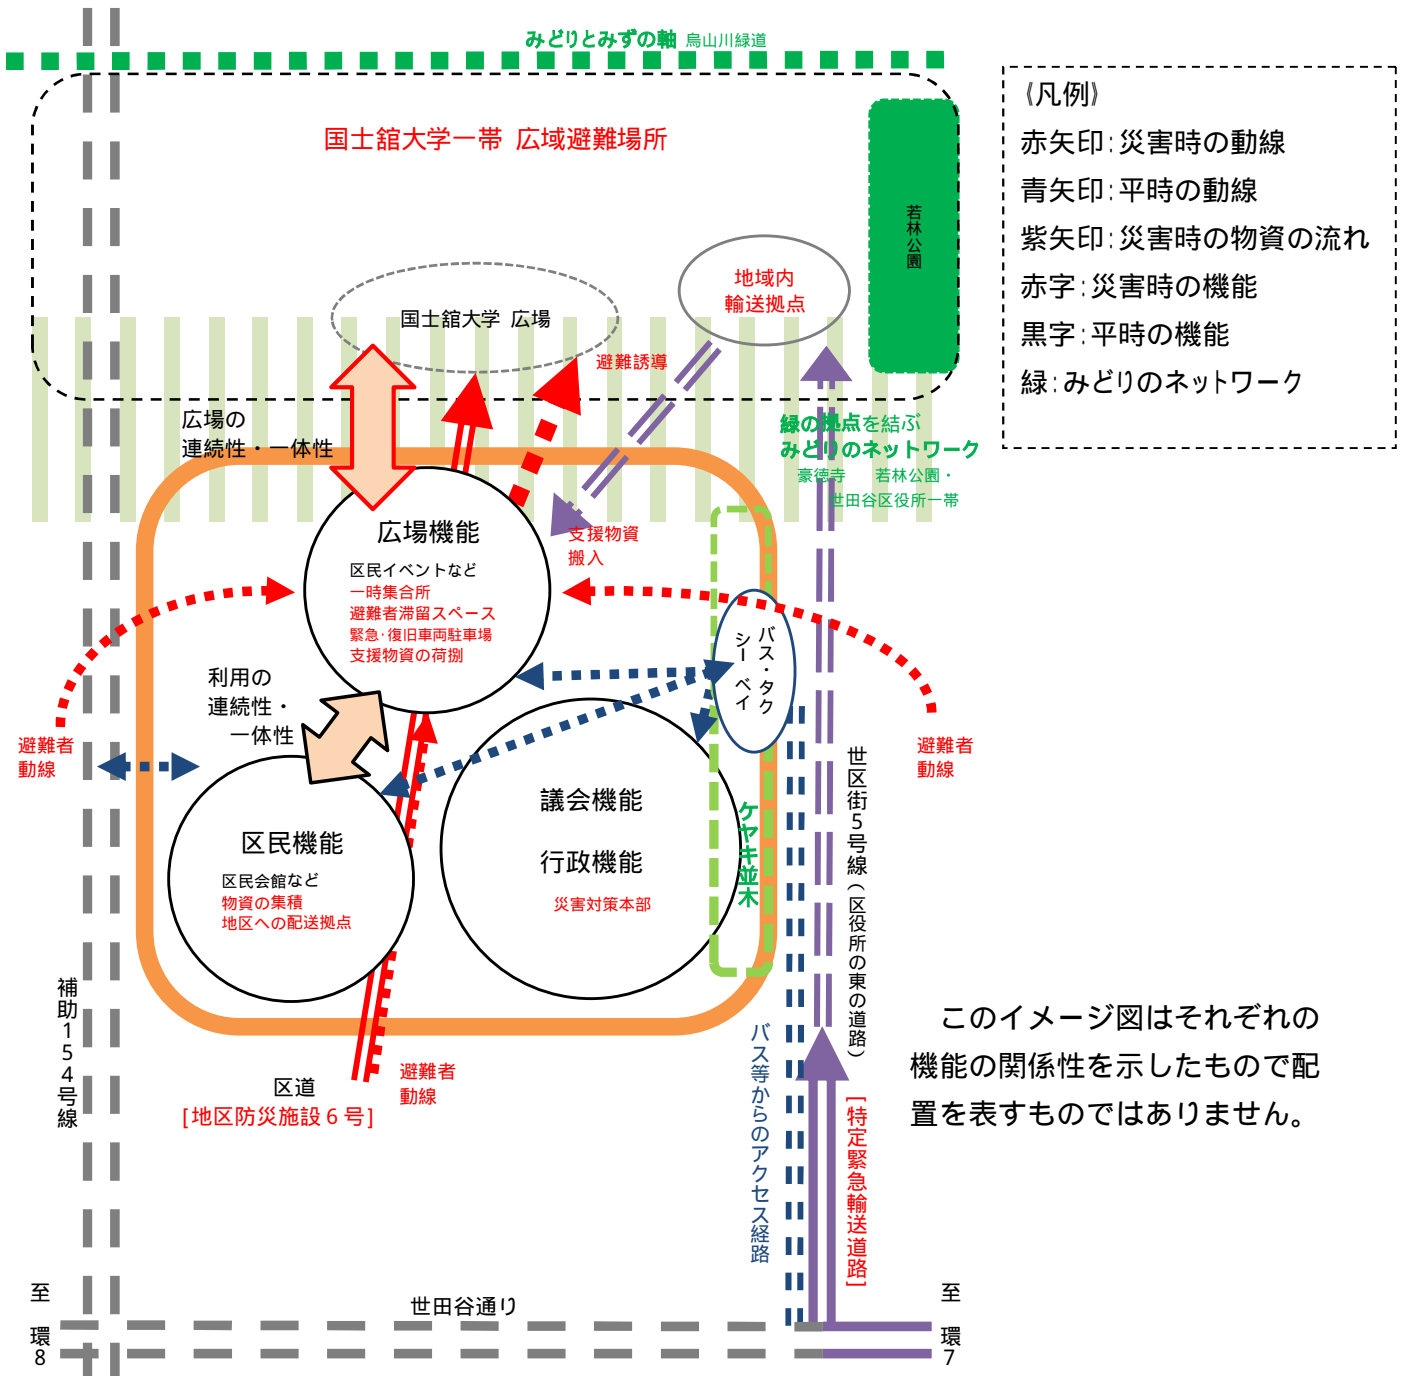 みどりとみずの軸 烏山川緑道
国士舘大学一帯 広域避難場所
若林公園
《凡例》
赤矢印:災害時の動線
青矢印:平時の動線
紫矢印:災害時の物資の流れ
赤字:災害時の機能
黒字:平時の機能
緑:みどりのネットワーク
地域内
輸送拠点
国士舘大学 広場
避難誘導
広場の
連続性・一体性
緑の拠点を結ぶ
みどりのネットワーク
豪徳寺 若林公園・
世田谷区役所一帯
広場機能
区民イベントなど
一時集合所
避難者滞留スペース
緊急・復旧車両駐車場
支援物資の荷捌
支援物資
搬入
バス・タク
シー ベイ
利用の
連続性・
一体性
避難者
動線
避難者
動線
区民機能
区民会館など
物資の集積
地区への配送拠点
議会機能
行政機能
災害対策本部
ケヤキ並木
世区街5号線(区役所の東の道路)
[特定緊急輸送道路]
バス等からのアクセス経路
補助154号線
避難者
動線
区道
[地区防災施設6号]
このイメージ図はそれぞれの
機能の関係性を示したもので配
置を表すものではありません。
世田谷通り
至 環8
至 環7